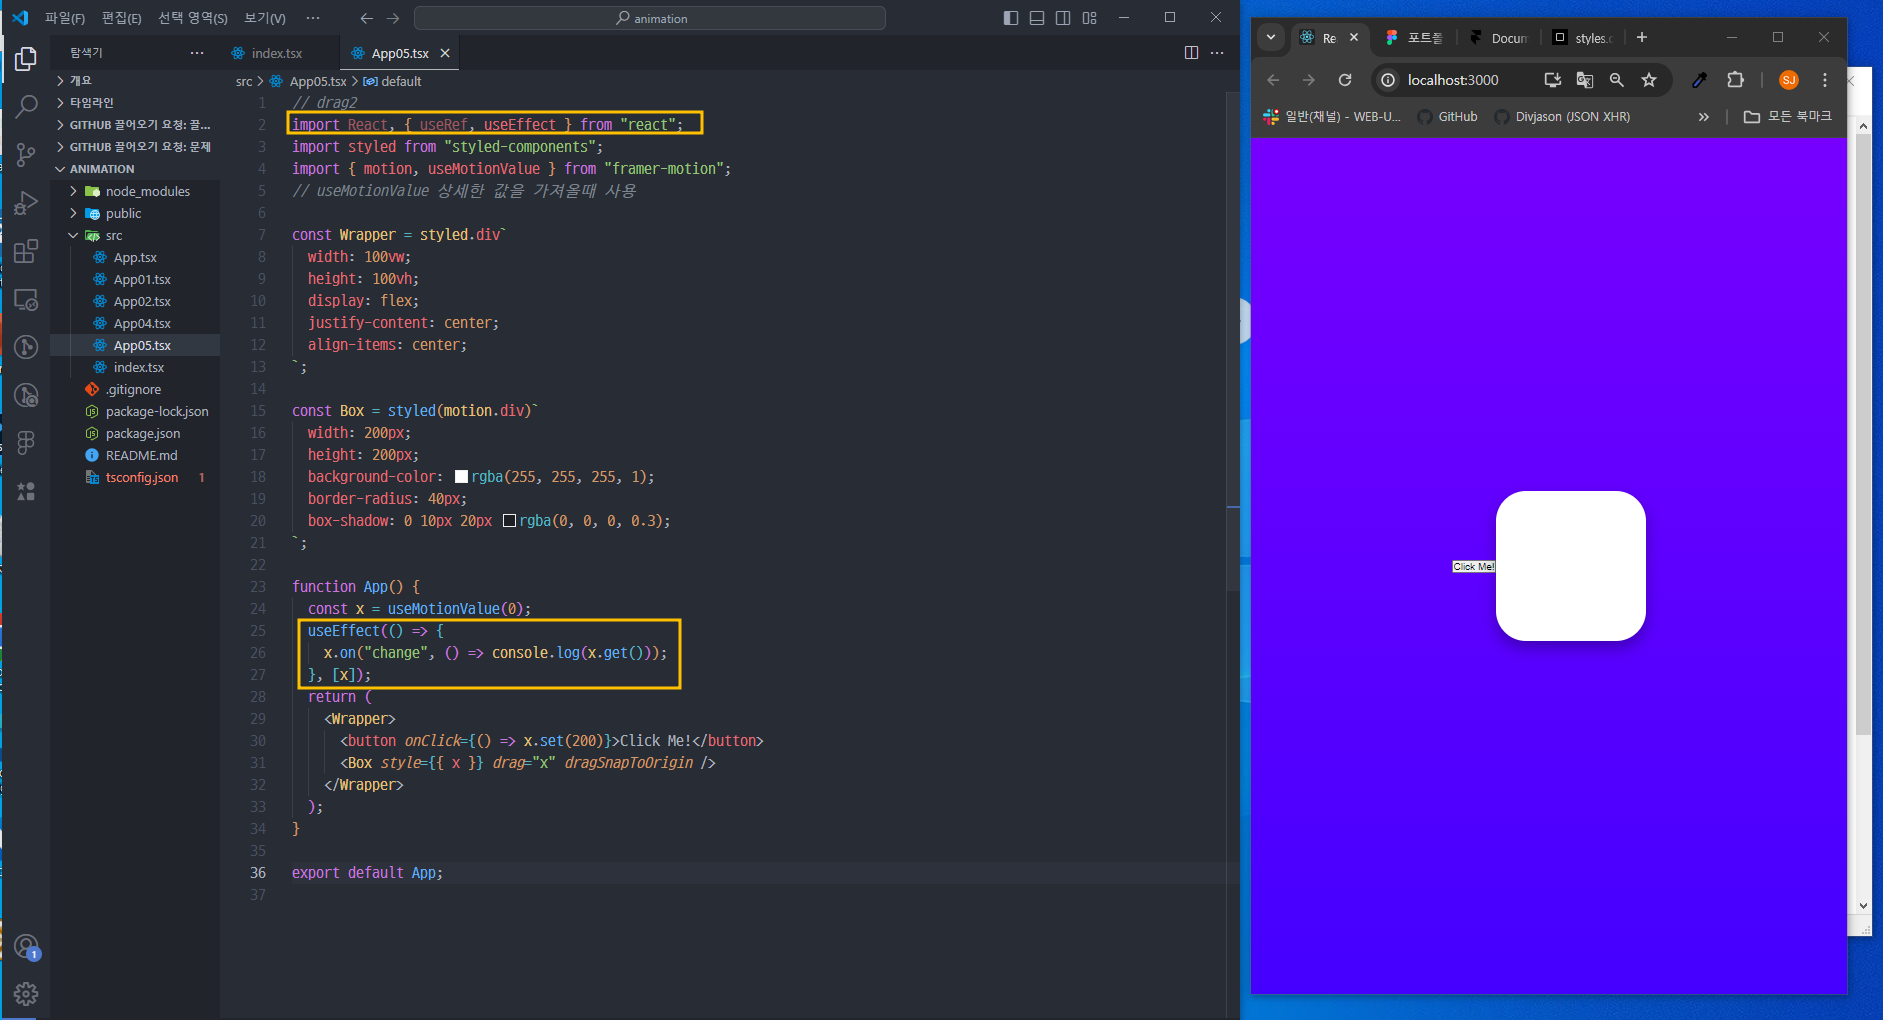 파일(F) 편집(E) 선택 영역(S) 보기(V) ··· animation
탐색기 ···
개요
타임라인
GITHUB 끌어오기 요청: 끌...
GITHUB 끌어오기 요청: 문제
ANIMATION
node_modules
public
src
App.tsx
App01.tsx
App02.tsx
App04.tsx
App05.tsx
index.tsx
.gitignore
package-lock.json
package.json
README.md
tsconfig.json 1
1
index.tsx App05.tsx
src > App05.tsx > default
1 // drag2
2 import React, { useRef, useEffect } from "react";
3 import styled from "styled-components";
4 import { motion, useMotionValue } from "framer-motion";
5 // useMotionValue 상세한 값을 가져올때 사용
6
7 const Wrapper = styled.div`
8 width: 100vw;
9 height: 100vh;
10 display: flex;
11 justify-content: center;
12 align-items: center;
13 `;
14
15 const Box = styled(motion.div)`
16 width: 200px;
17 height: 200px;
18 background-color: rgba(255, 255, 255, 1);
19 border-radius: 40px;
20 box-shadow: 0 10px 20px rgba(0, 0, 0, 0.3);
21 `;
22
23 function App() {
24 const x = useMotionValue(0);
25 useEffect(() => {
26 x.on("change", () => console.log(x.get()));
27 }, [x]);
28 return (
29 <Wrapper>
30 <button onClick={() => x.set(200)}>Click Me!</button>
31 <Box style={{ x }} drag="x" dragSnapToOrigin />
32 </Wrapper>
33 );
34 }
35
36 export default App;
37
Re 포트폴 Docum styles.c
localhost:3000 SJ
일반(채널) - WEB-U... GitHub Divjason (JSON XHR) » 모든 북마크
Click Me!